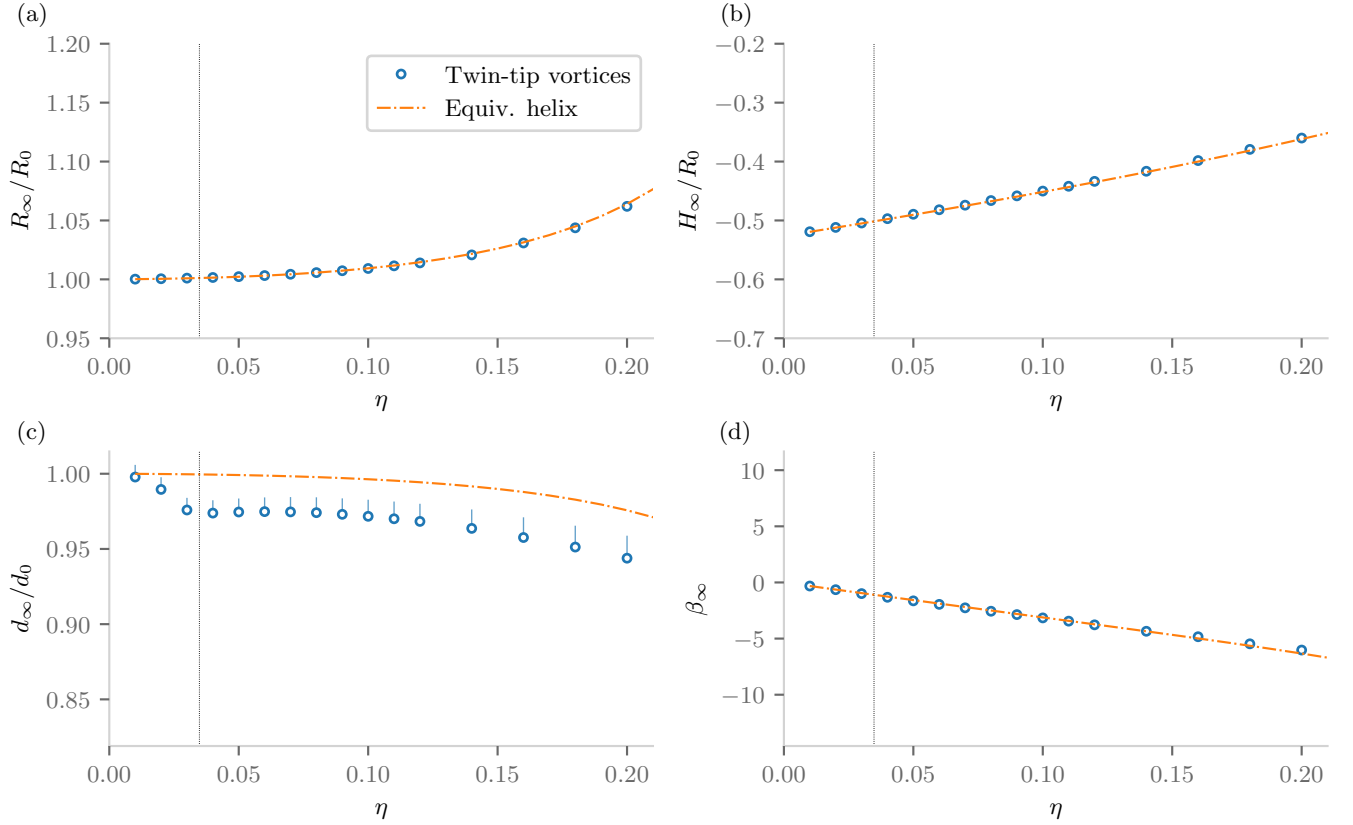 (a)
1.20
1.15
1.10
1.05
1.00
0.95
R∞/R0
0.00 0.05 0.10 0.15 0.20
η
Twin-tip vortices
Equiv. helix
(b)
−0.2
−0.3
−0.4
−0.5
−0.6
−0.7
H∞/R0
0.00 0.05 0.10 0.15 0.20
η
(c)
1.00
0.95
0.90
0.85
d∞/d0
0.00 0.05 0.10 0.15 0.20
η
(d)
10
5
0
−5
−10
β∞
0.00 0.05 0.10 0.15 0.20
η